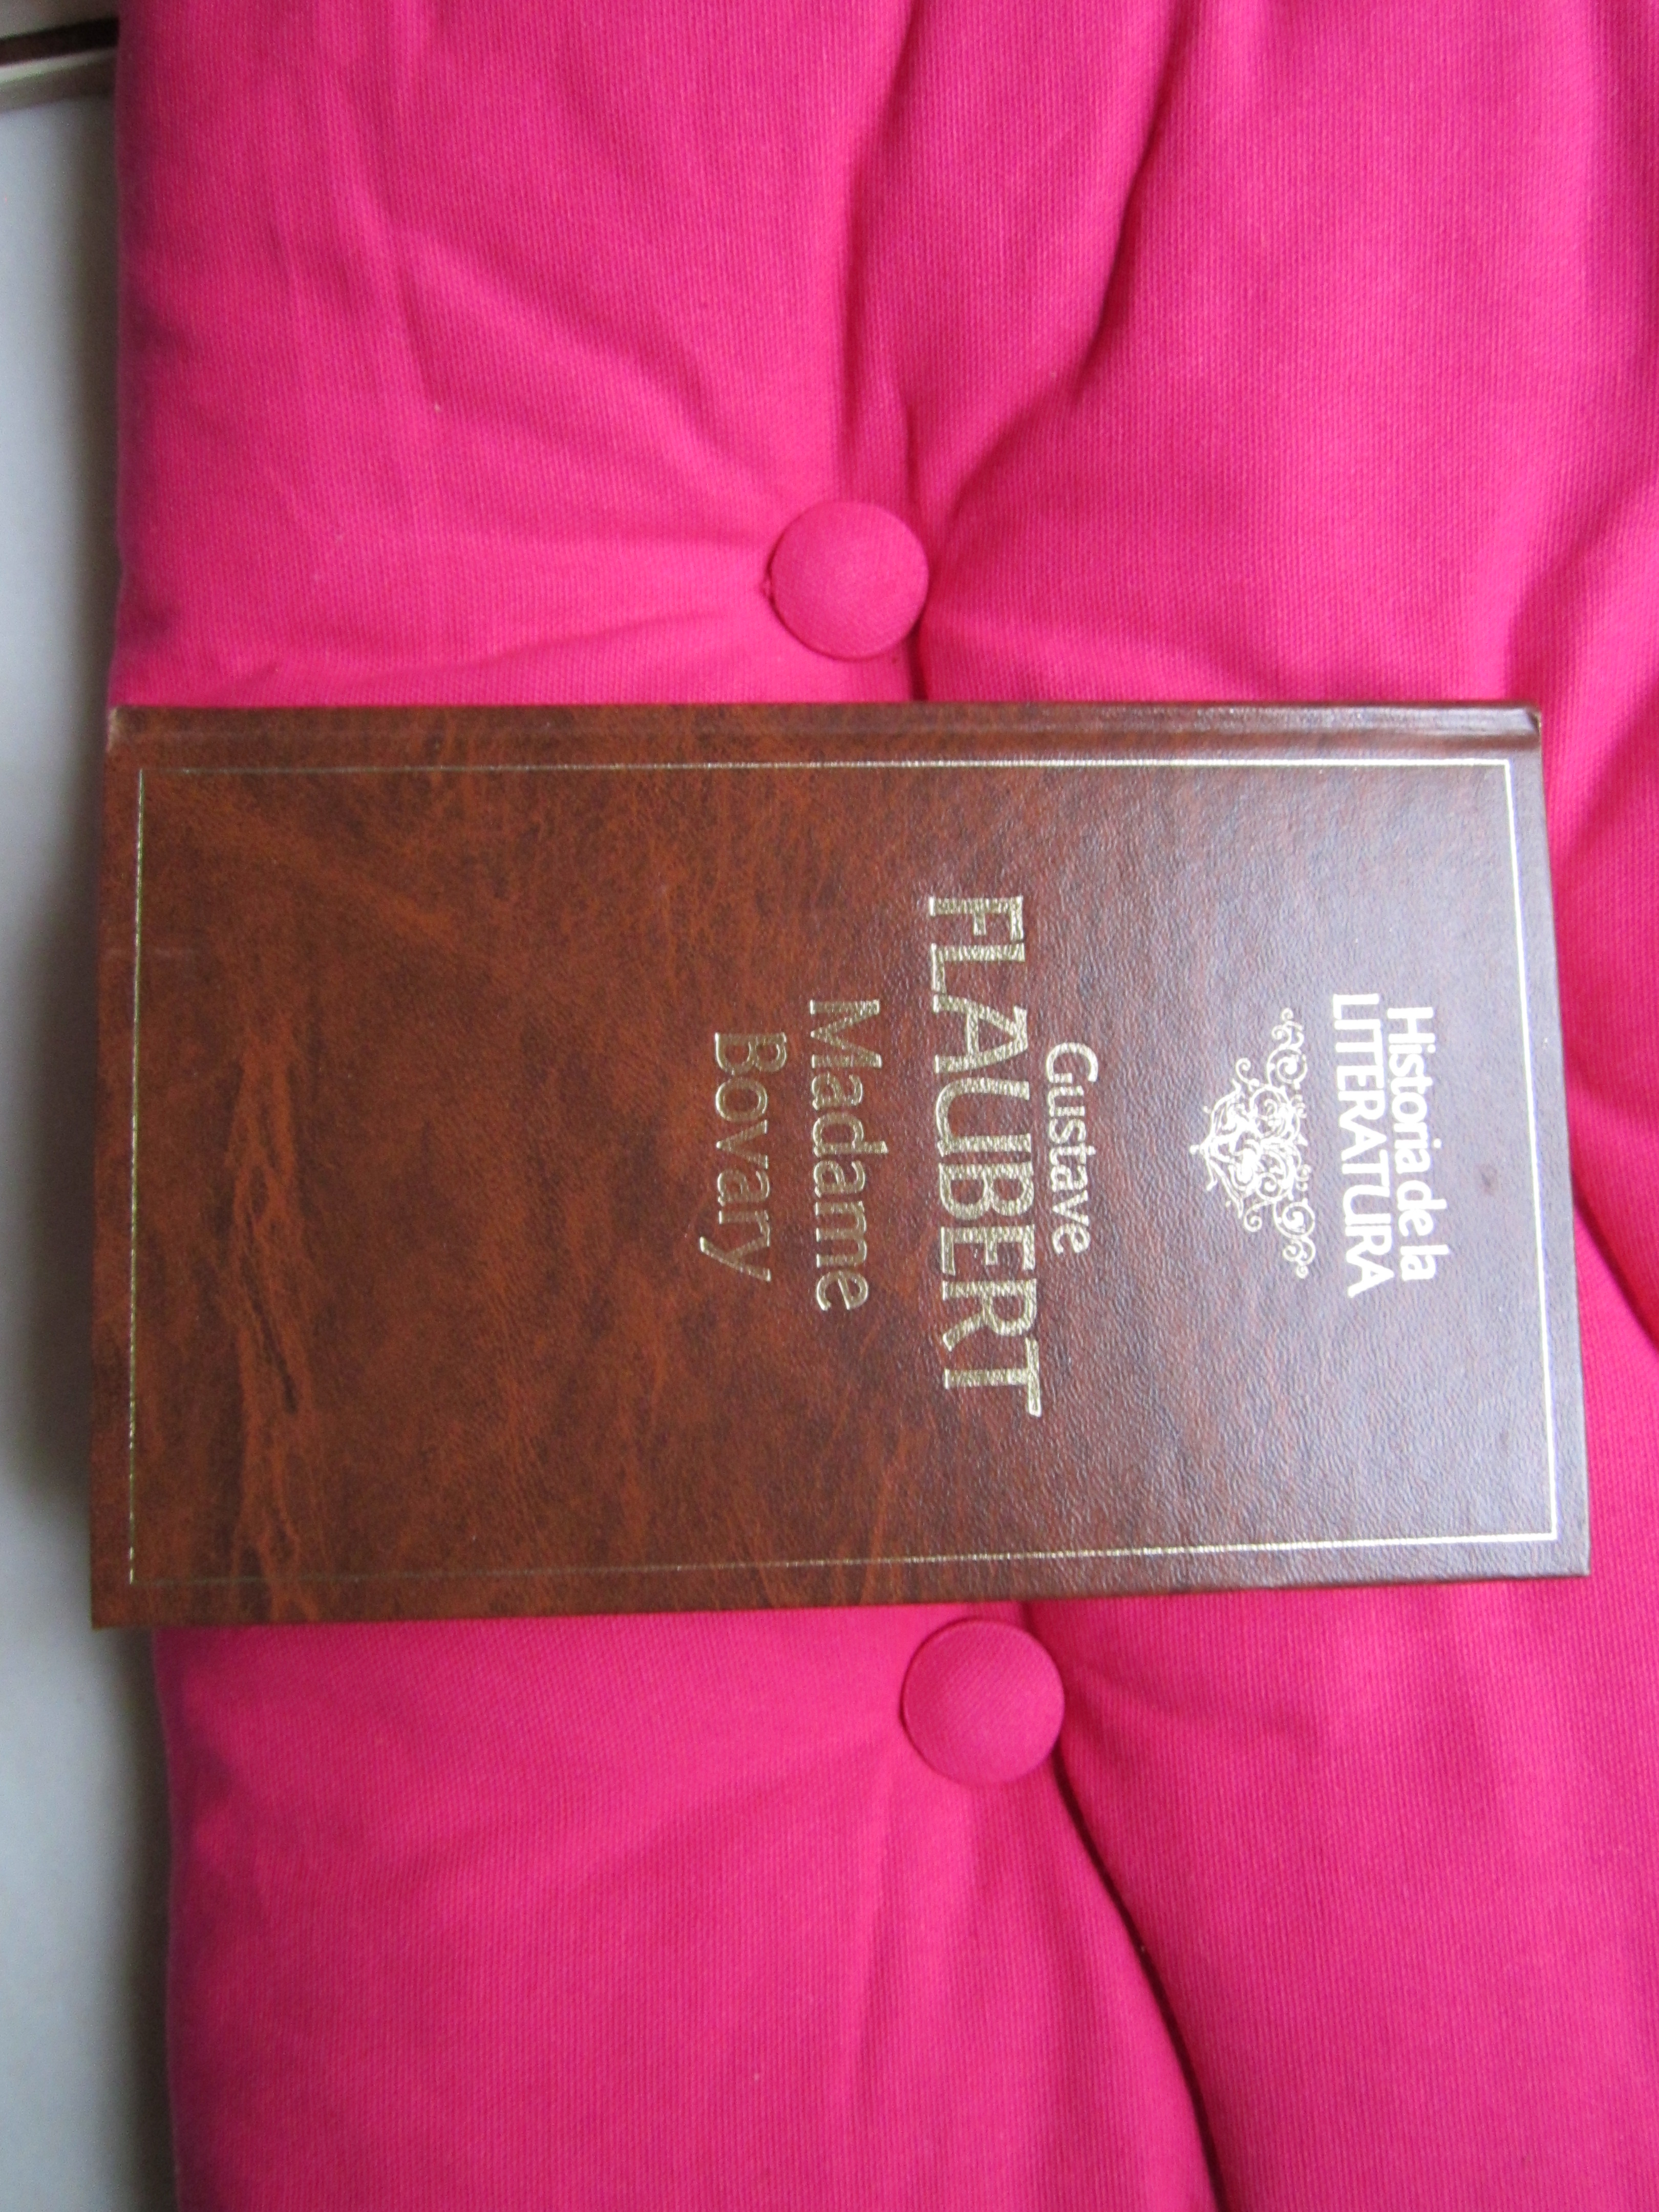 Historia de la
LITERATURA
Gustave
FLAUBERT
Madame
Bovary